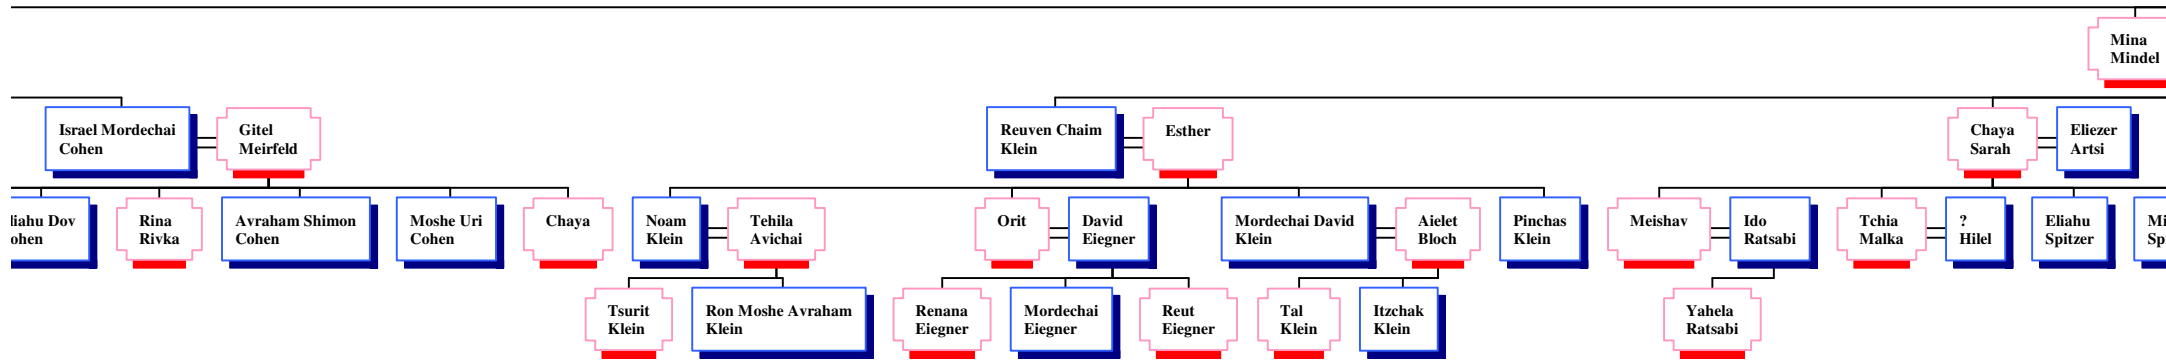 Mina
Mindel
Israel Mordechai
Cohen
Gitel
Meirfeld
Reuven Chaim
Klein
Esther
Chaya
Sarah
Eliezer
Artsi
Dov
Rina
Rivka
Avraham Shimon
Cohen
Moshe Uri
Cohen
Chaya
Noam
Klein
Tehila
Avichai
Orit
David
Eiegner
Mordechai David
Klein
Aielet
Bloch
Pinchas
Klein
Meishav
Ido
Ratsabi
Tchia
Malka
?
Hilel
Eliahu
Spitzer
Tsurit
Klein
Ron Moshe Avraham
Klein
Renana
Eiegner
Mordechai
Eiegner
Reut
Eiegner
Tal
Klein
Itzchak
Klein
Yahela
Ratsabi